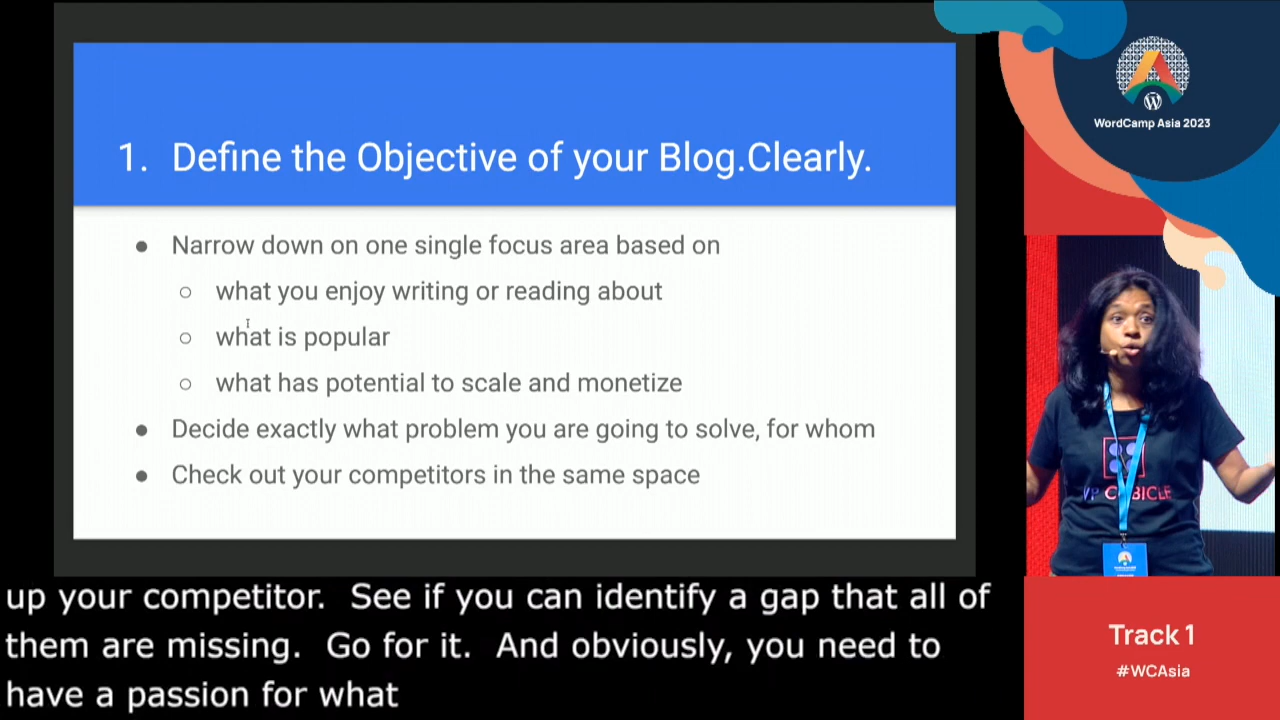 1. Define the Objective of your Blog.Clearly.
● Narrow down on one single focus area based on
○ what you enjoy writing or reading about
○ what is popular
○ what has potential to scale and monetize
● Decide exactly what problem you are going to solve, for whom
● Check out your competitors in the same space
up your competitor. See if you can identify a gap that all of
them are missing. Go for it. And obviously, you need to
have a passion for what
WordCamp Asia 2023
Track 1
#WCAsia